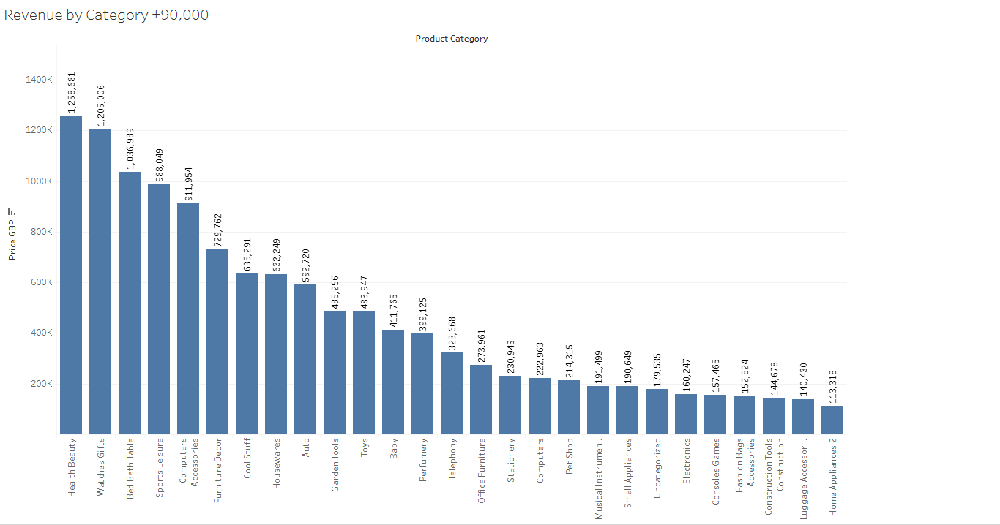 Revenue by Category +90,000
Product Category
Price GBP
1400K
1200K
1000K
800K
600K
400K
200K
1,258,681
1,205,006
1,036,989
988,049
911,954
729,762
635,291
632,249
592,720
485,256
483,947
411,765
399,125
323,668
273,961
230,943
222,963
214,315
191,499
190,649
179,535
160,247
157,465
152,824
144,678
140,430
113,318
Health Beauty
Watches Gifts
Bed Bath Table
Sports Leisure
Computers
Accessories
Furniture Decor
Cool Stuff
Housewares
Auto
Garden Tools
Toys
Baby
Perfumery
Telephony
Office Furniture
Stationery
Computers
Pet Shop
Musical Instrumen..
Small Appliances
Uncategorized
Electronics
Consoles Games
Fashion Bags
Accessories
Construction Tools
Construction
Luggage Accessori..
Home Appliances 2